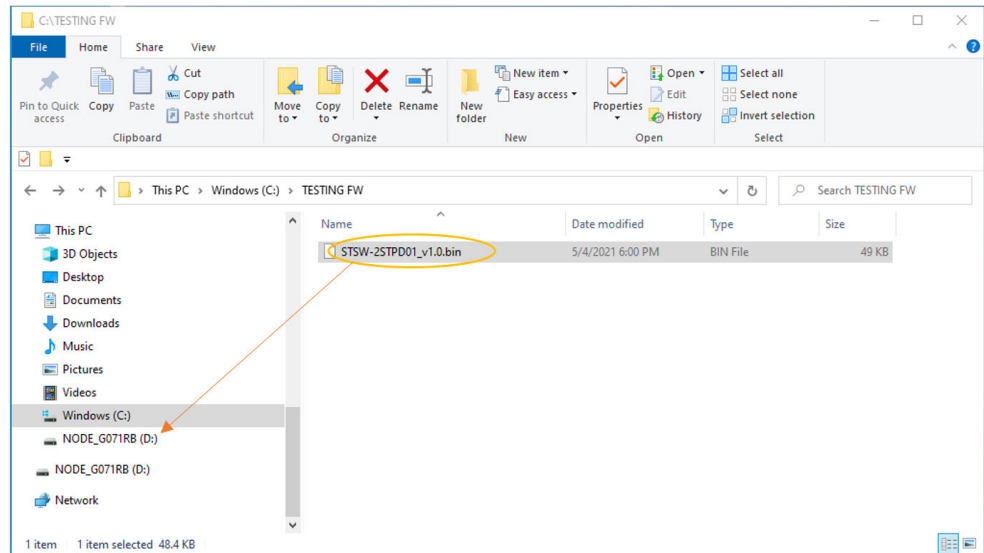 C:\TESTING FW
File Home Share View
Pin to Quick access
Copy
Paste
Cut
Copy path
Paste shortcut
Move to
Copy to
Delete
Rename
New folder
New item
Easy access
Properties
Open
Edit
History
Select all
Select none
Invert selection
Clipboard Organize New Open Select
This PC > Windows (C:) > TESTING FW
Search TESTING FW
Name Date modified Type Size
STSW-2STPD01_v1.0.bin 5/4/2021 6:00 PM BIN File 49 KB
This PC
3D Objects
Desktop
Documents
Downloads
Music
Pictures
Videos
Windows (C:)
NODE_G071RB (D:)
NODE_G071RB (D:)
Network
1 item 1 item selected 48.4 KB